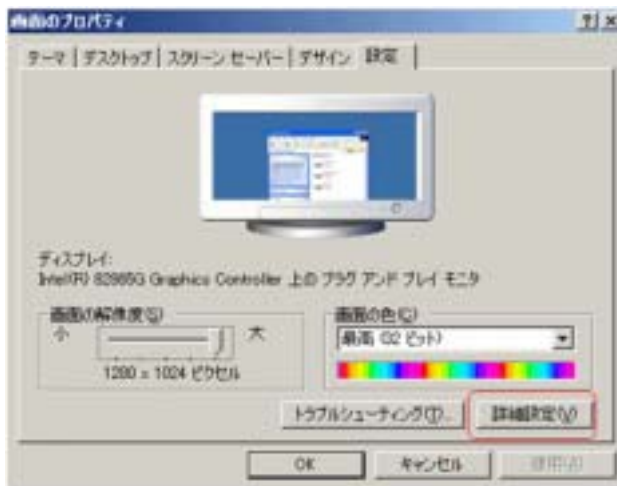 画面のプロパティ
テーマ デスクトップ スクリーン セーバー デザイン 設定
ディスプレイ:
Intel(R) 82865G Graphics Controller 上の プラグ アンド プレイ モニタ
画面の解像度(S)
小 大
1280 x 1024 ピクセル
画面の色(C)
最高 (32 ビット)
トラブルシューティング(T)...
詳細設定(V)
OK キャンセル 適用(A)